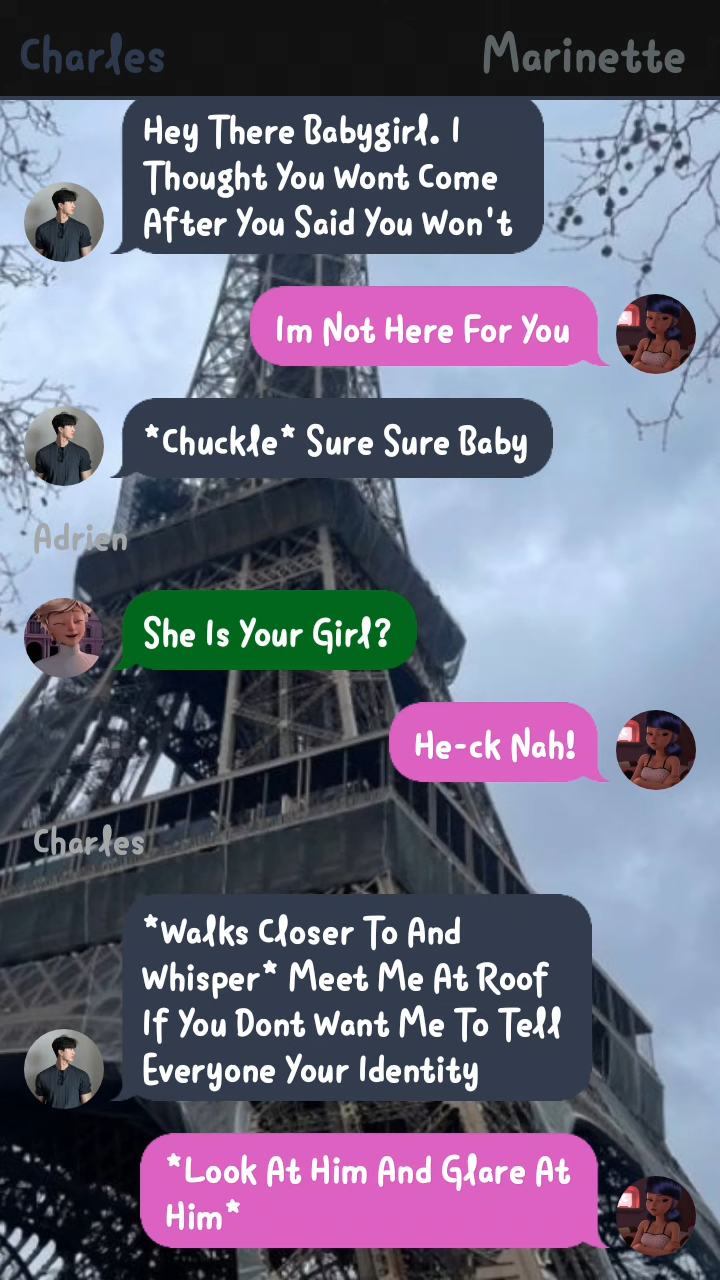 Charles
Marinette
Hey There Babygirl. I
Thought You Wont Come
After You Said You Won't
Im Not Here For You
*Chuckle* Sure Sure Baby
Adrien
She Is Your Girl?
He-ck Nah!
Charles
*Walks Closer To And
Whisper* Meet Me At Roof
If You Dont Want Me To Tell
Everyone Your Identity
*Look At Him And Glare At
Him*